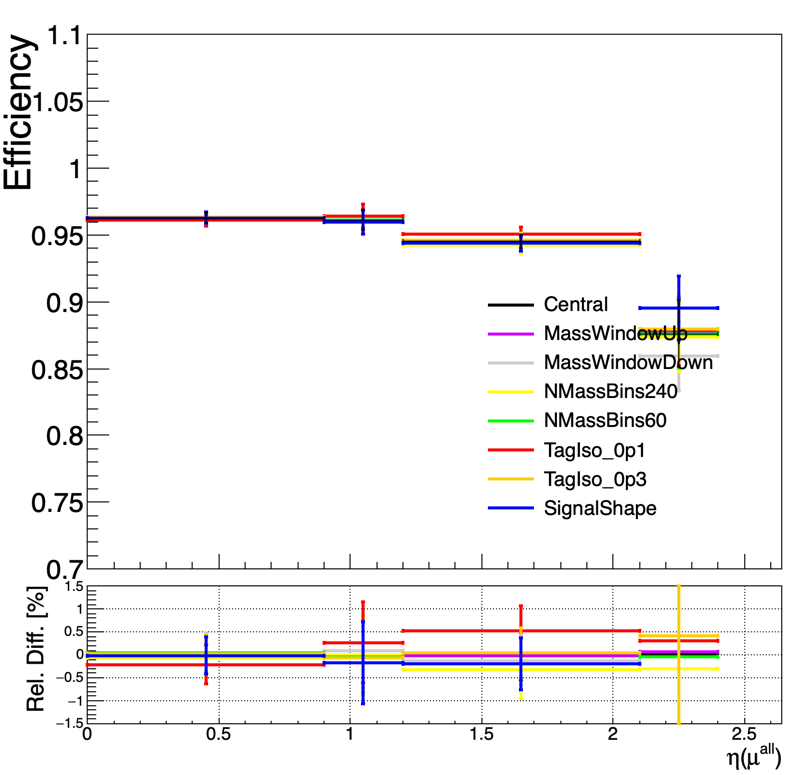 Efficiency
1.1
1.05
1
0.95
0.9
0.85
0.8
0.75
0.7
Central
MassWindowUp
MassWindowDown
NMassBins240
NMassBins60
TagIso_0p1
TagIso_0p3
SignalShape
Rel. Diff. [%]
1.5
1
0.5
0
−0.5
−1
−1.5
0 0.5 1 1.5 2 2.5
η(μ^all)